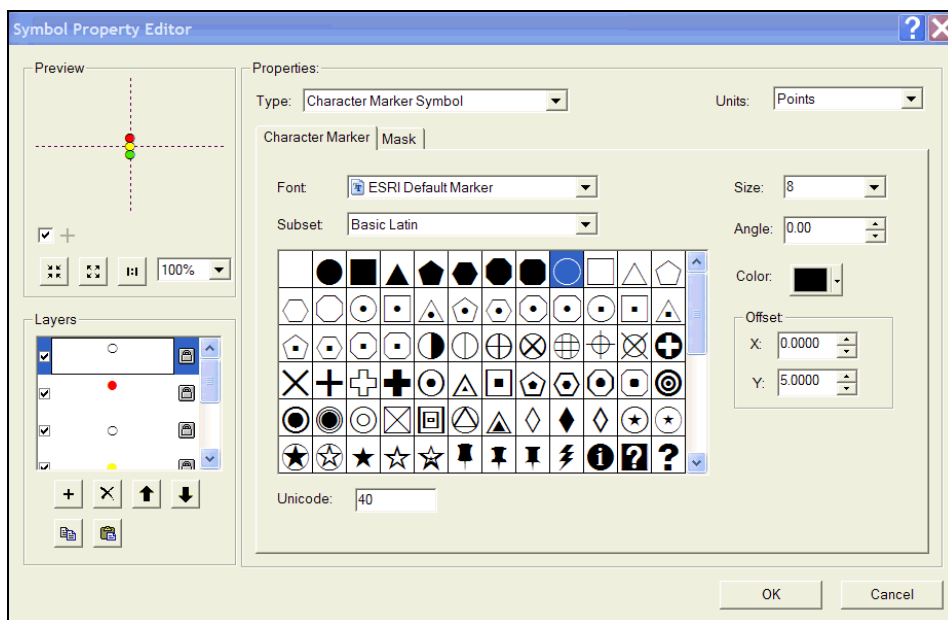 Symbol Property Editor
Preview
Properties:
Type: Character Marker Symbol
Units: Points
Character Marker
Mask
Font: ESRI Default Marker
Size: 8
Subset: Basic Latin
Angle: 0.00
Color:
100%
Offset:
X: 0.0000
Y: 5.0000
Layers
Unicode: 40
OK
Cancel